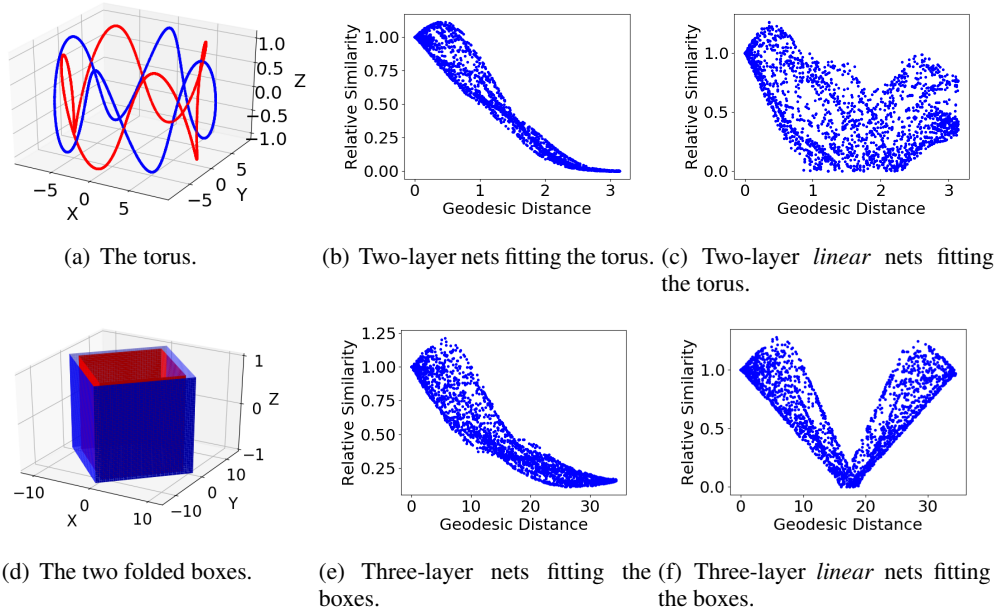 1.0
0.5
0.0
−0.5
−1.0
Z
−5
0
5
X
−5
0
5
Y
(a) The torus.
1.00
0.75
0.50
0.25
0.00
Relative Similarity
0
1
2
3
Geodesic Distance
(b) Two-layer nets fitting the torus.
1.0
0.5
0.0
Relative Similarity
0
1
2
3
Geodesic Distance
(c) Two-layer linear nets fitting
the torus.
1
0
−1
Z
−10
0
10
X
−10
0
10
Y
(d) The two folded boxes.
1.25
1.00
0.75
0.50
0.25
Relative Similarity
0
10
20
30
Geodesic Distance
(e) Three-layer nets fitting the
boxes.
1.0
0.5
0.0
Relative Similarity
0
10
20
30
Geodesic Distance
(f) Three-layer linear nets fitting
the boxes.